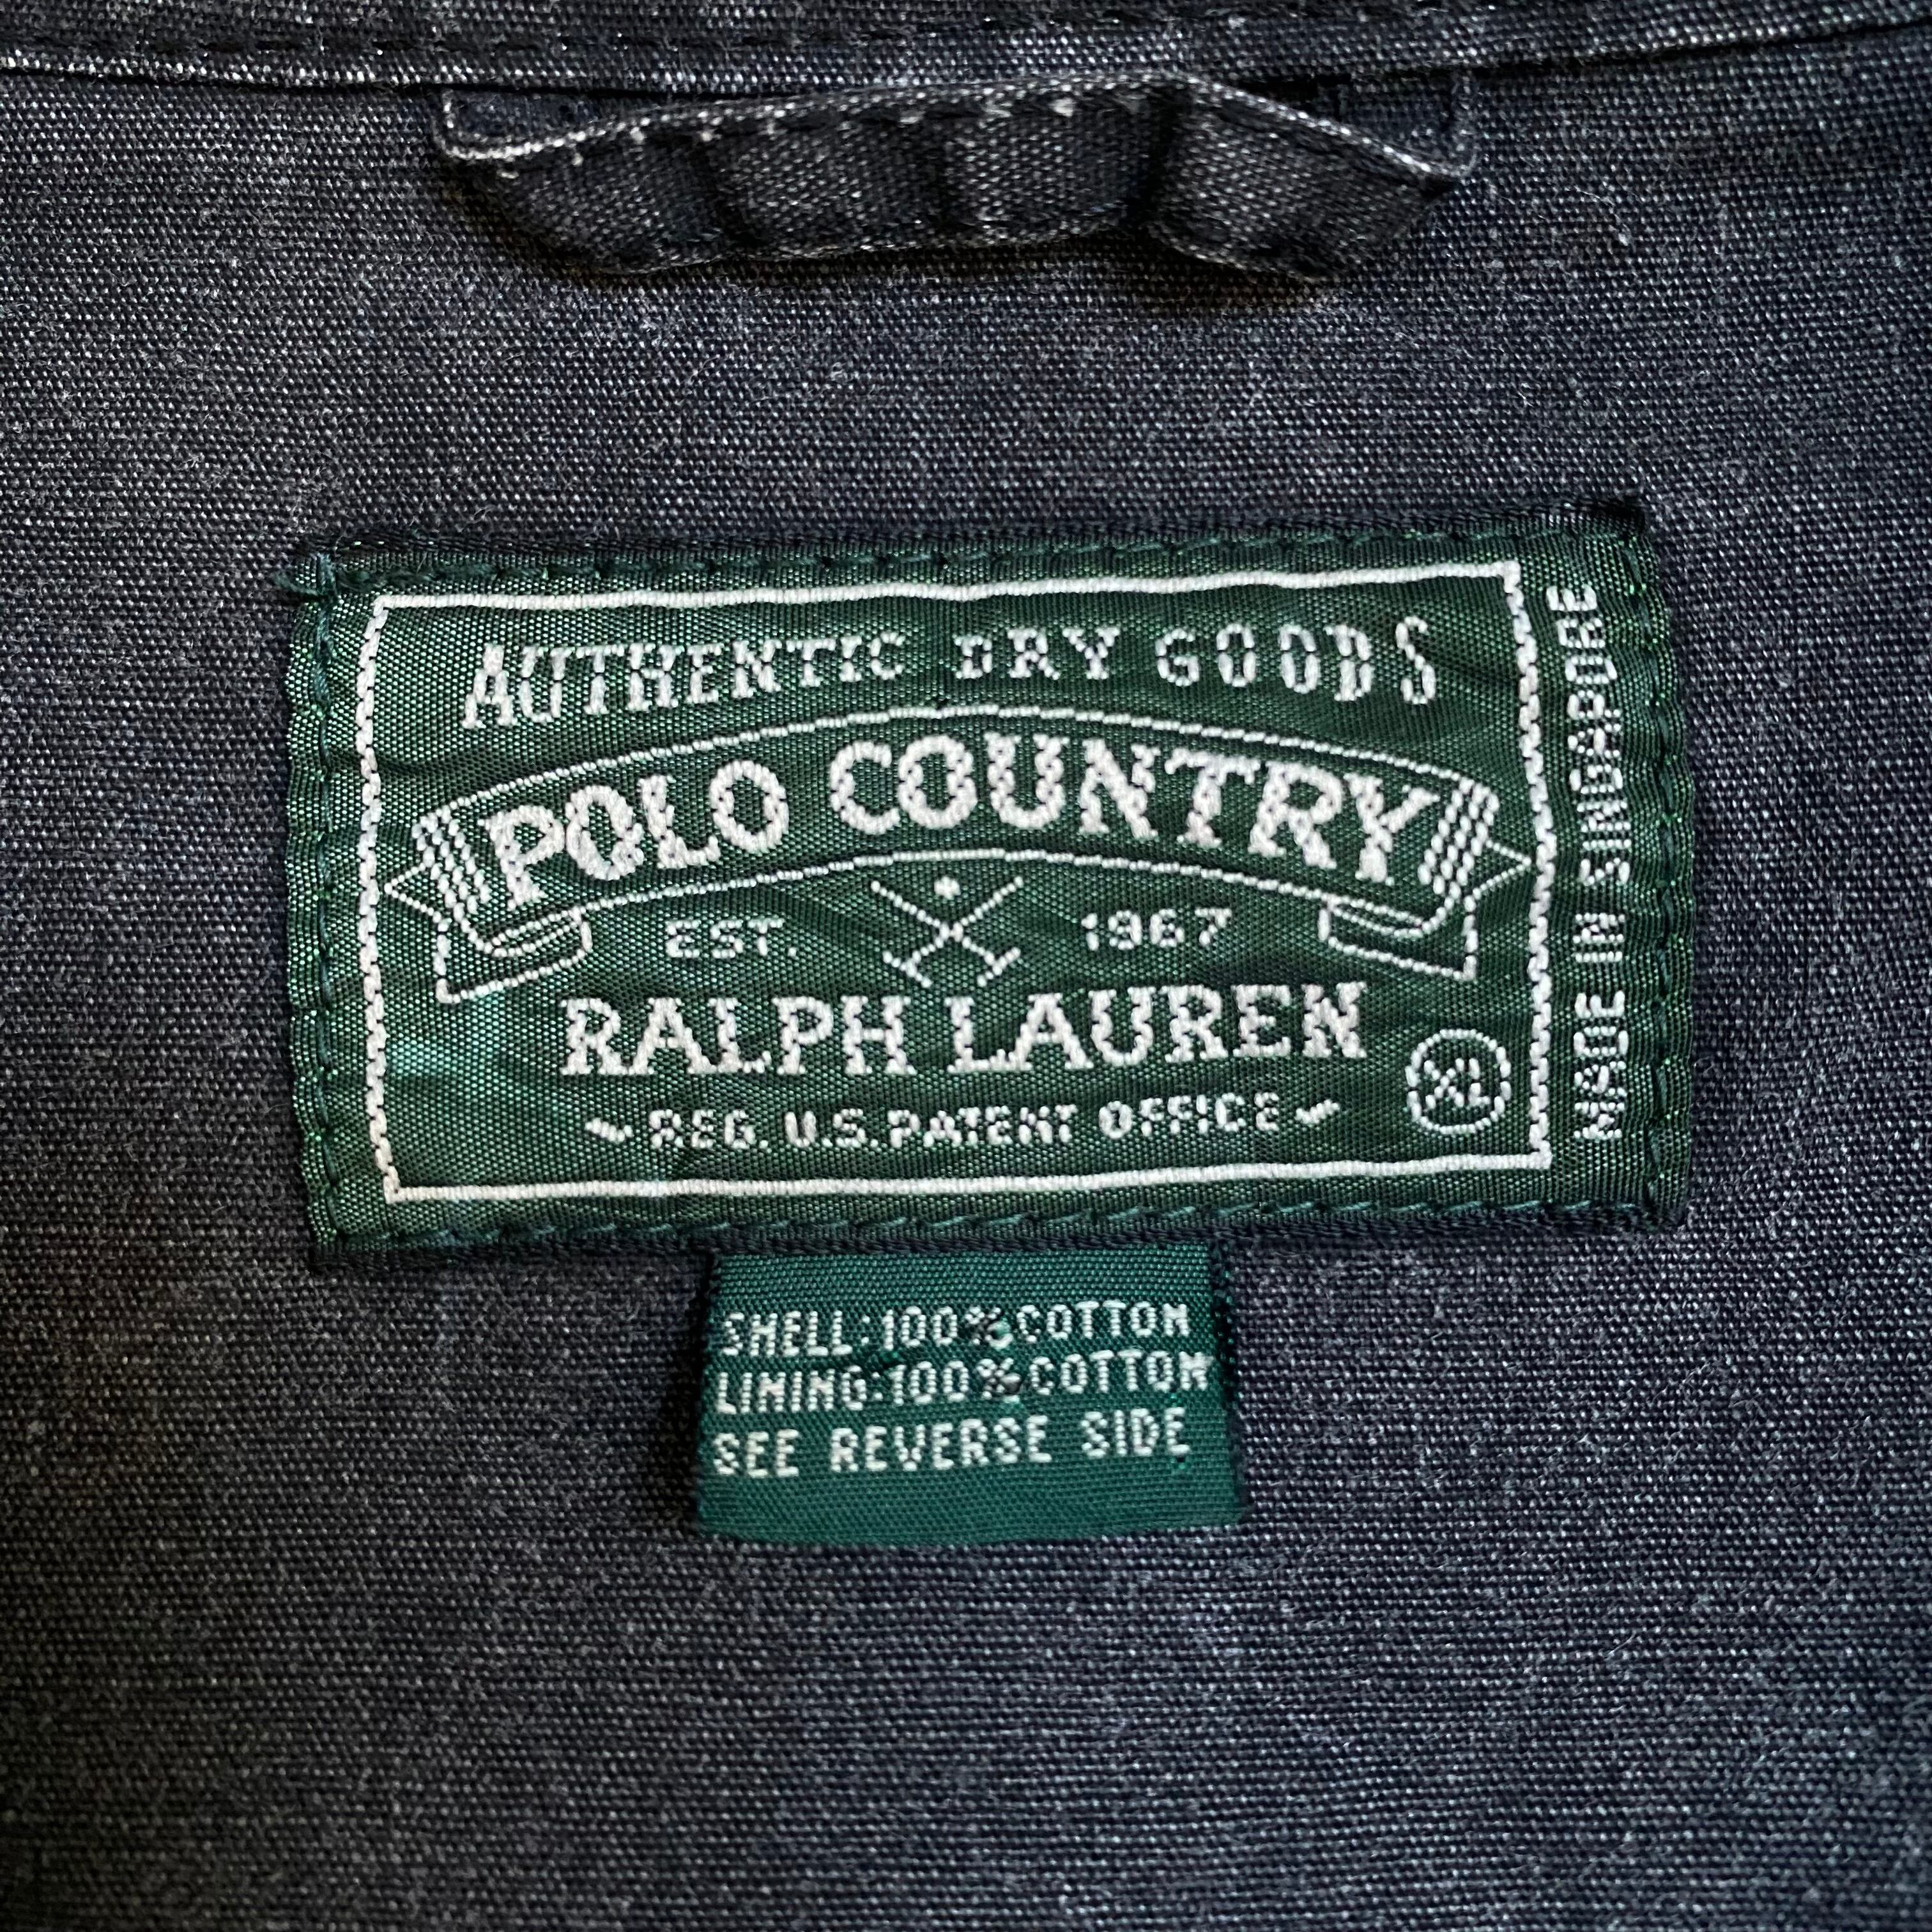 AUTHENTIC DRY GOODS
POLO COUNTRY
EST. 1967
RALPH LAUREN
XL
REG. U.S. PATENT OFFICE
MADE IN SINGAPORE
SHELL: 100% COTTON
LINING: 100% COTTON
SEE REVERSE SIDE